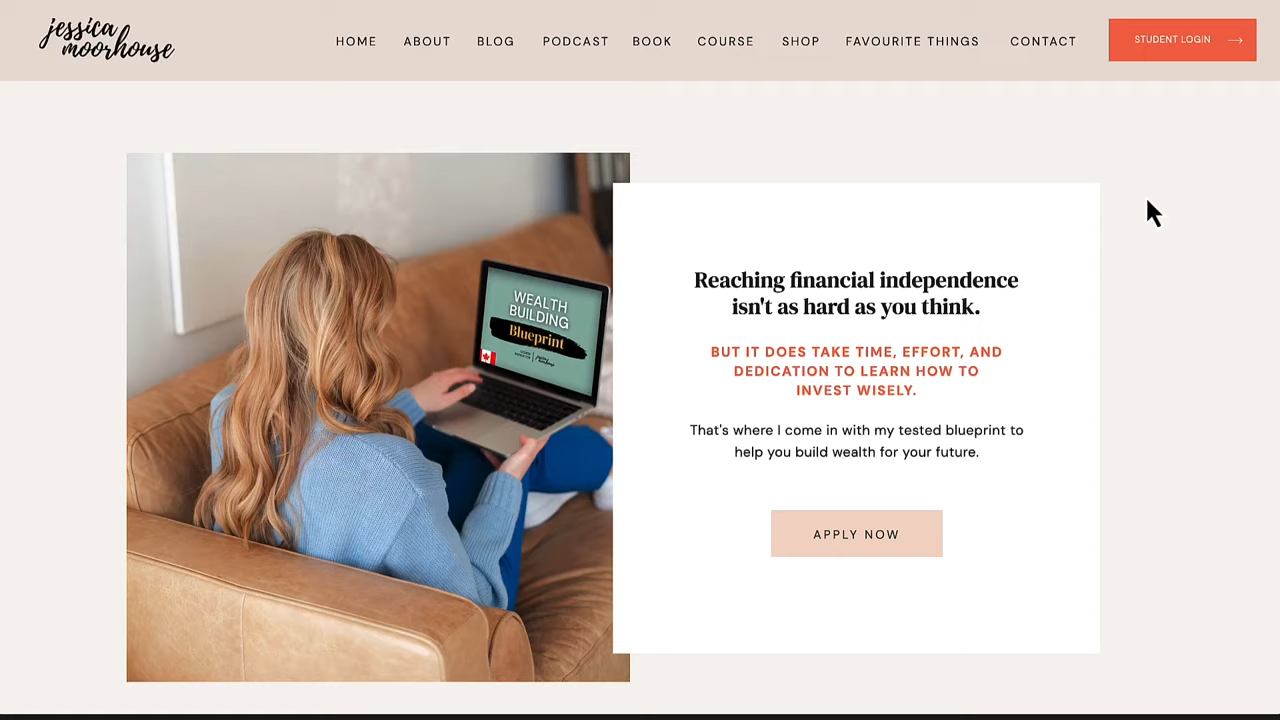 jessica
moorhouse
HOME ABOUT BLOG PODCAST BOOK COURSE SHOP FAVOURITE THINGS CONTACT STUDENT LOGIN →
WEALTH
BUILDING
Blueprint
Reaching financial independence
isn't as hard as you think.
BUT IT DOES TAKE TIME, EFFORT, AND
DEDICATION TO LEARN HOW TO
INVEST WISELY.
That's where I come in with my tested blueprint to
help you build wealth for your future.
APPLY NOW